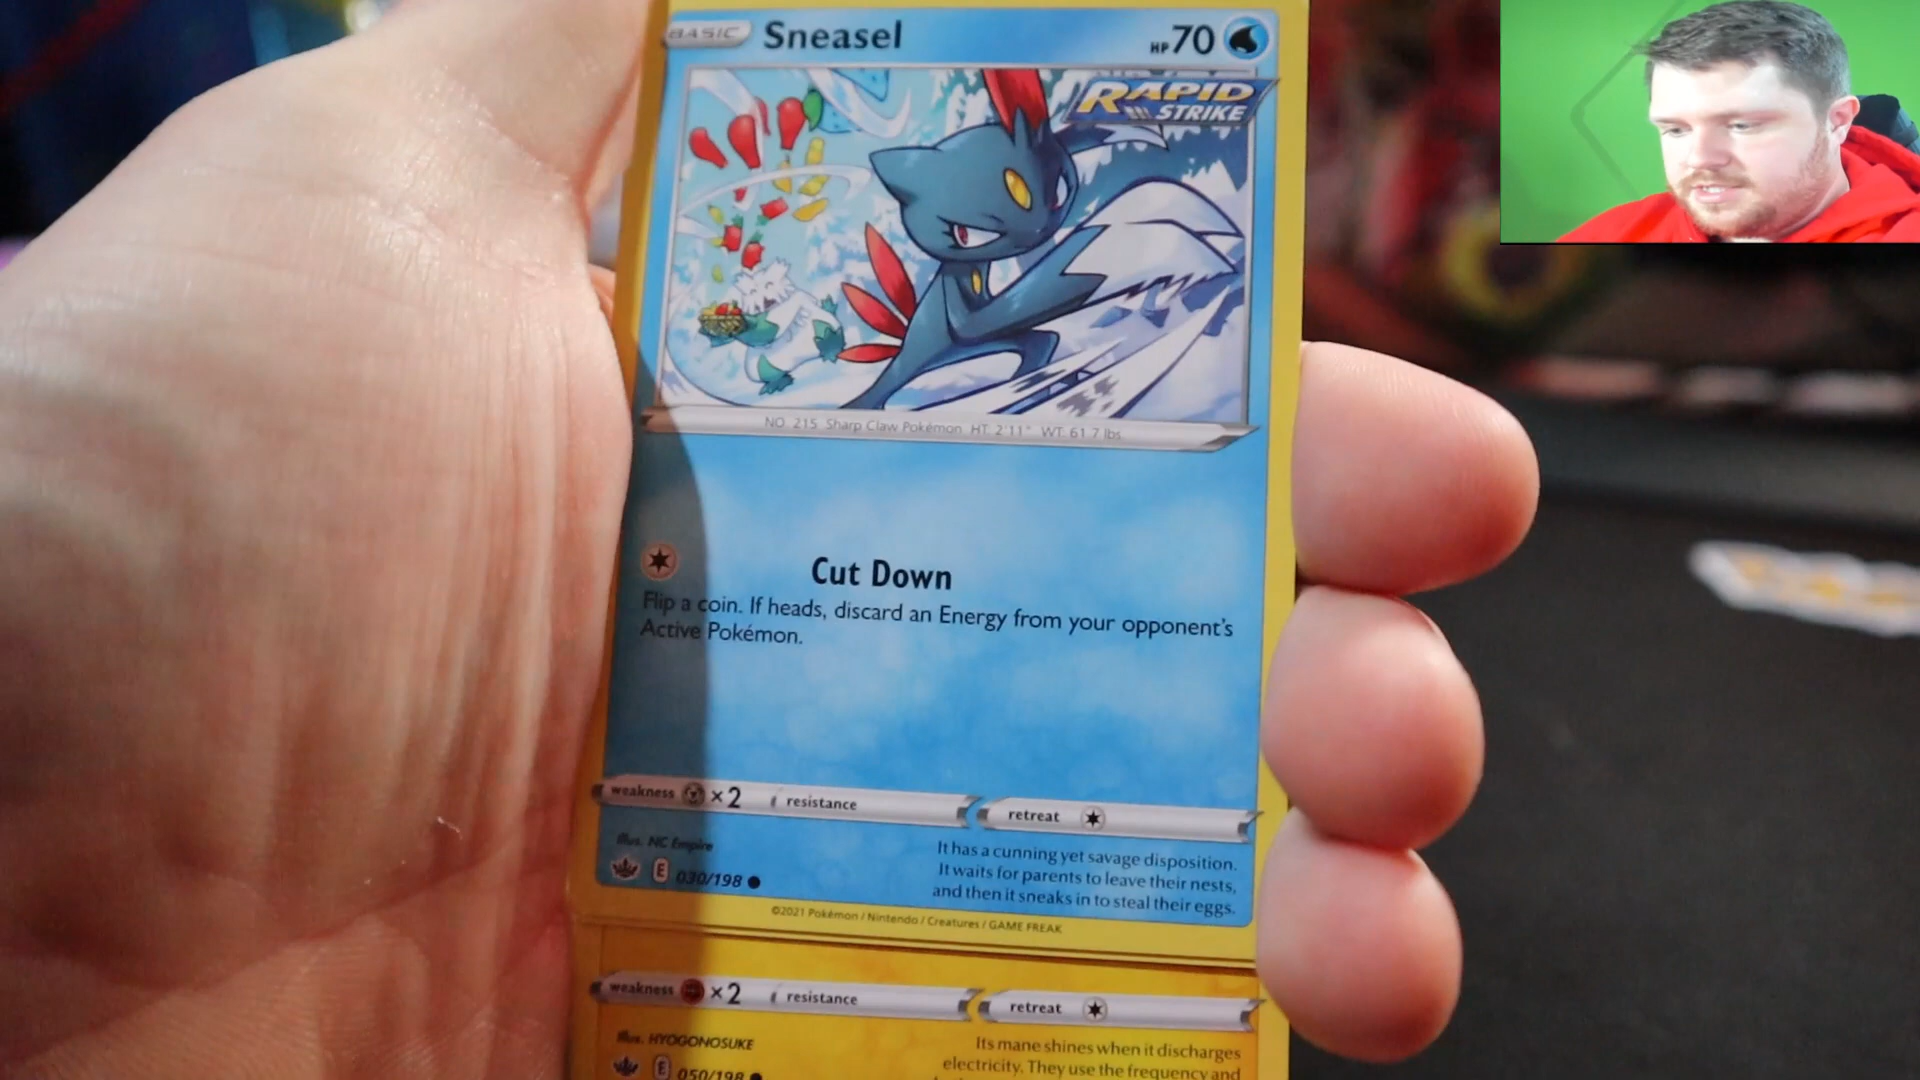 BASIC Sneasel HP 70
RAPID
STRIKE
NO. 215 Sharp Claw Pokémon HT: 2'11" WT: 61.7 lbs.
Cut Down
Flip a coin. If heads, discard an Energy from your opponent's
Active Pokémon.
weakness ×2 resistance retreat
Illus. NC Empire
It has a cunning yet savage disposition.
It waits for parents to leave their nests,
and then it sneaks in to steal their eggs.
E 030/198
©2021 Pokémon / Nintendo / Creatures / GAME FREAK
weakness ×2 resistance retreat
Illus. HYOGONOSUKE
Its mane shines when it discharges
electricity. They use the frequency and
E 050/198